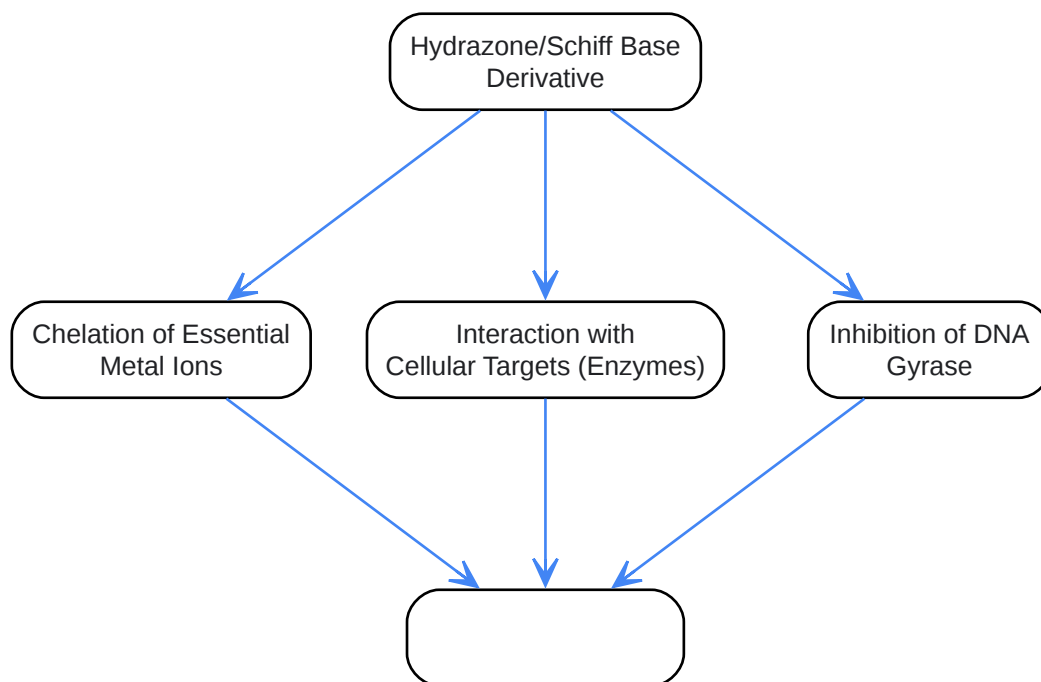 Hydrazone/Schiff Base
Derivative
Chelation of Essential
Metal Ions
Interaction with
Cellular Targets (Enzymes)
Inhibition of DNA
Gyrase